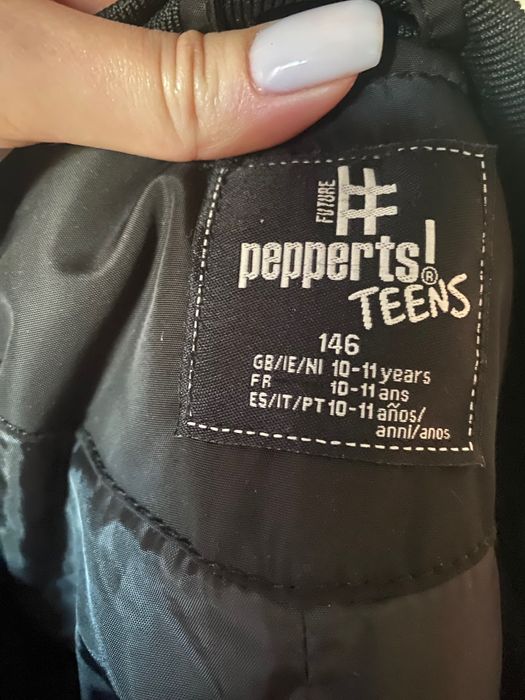 FUTURE
#
pepperts!®
TEENS
146
GB/IE/NI 10-11 years
FR 10-11 ans
ES/IT/PT 10-11 años/
anni/anos